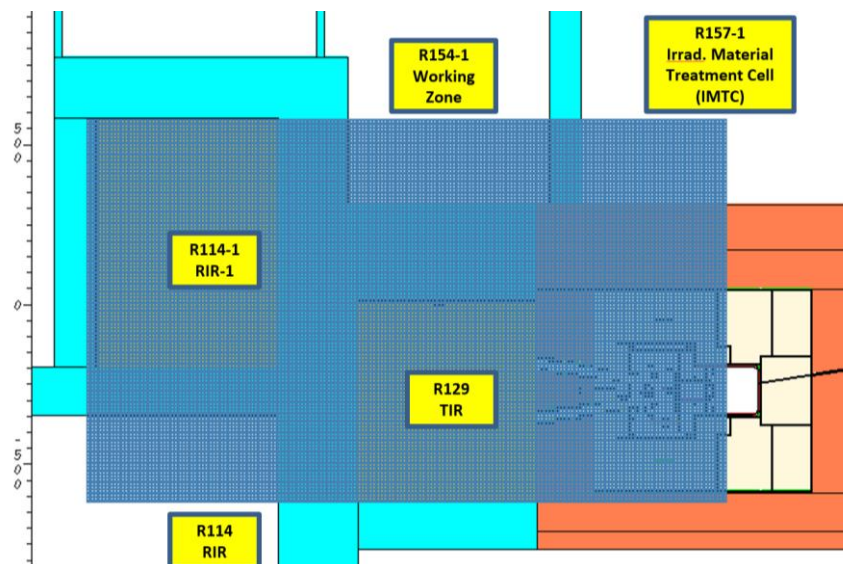 R154-1
Working
Zone
R157-1
Irrad. Material
Treatment Cell
(IMTC)
500
R114-1
RIR-1
0
R129
TIR
-500
R114
RIR